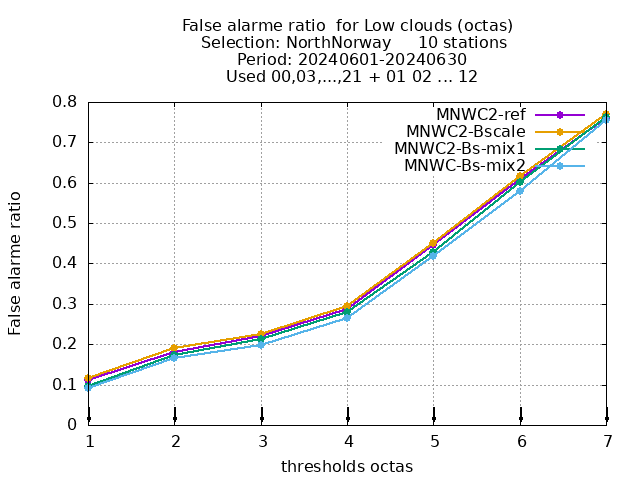 False alarme ratio  for Low clouds (octas)
Selection: NorthNorway     10 stations
Period: 20240601-20240630
Used 00,03,...,21 + 01 02 ... 12
MNWC2-ref
MNWC2-Bscale
MNWC2-Bs-mix1
MNWC-Bs-mix2
False alarme ratio
0.8
0.7
0.6
0.5
0.4
0.3
0.2
0.1
0
1 2 3 4 5 6 7
thresholds octas